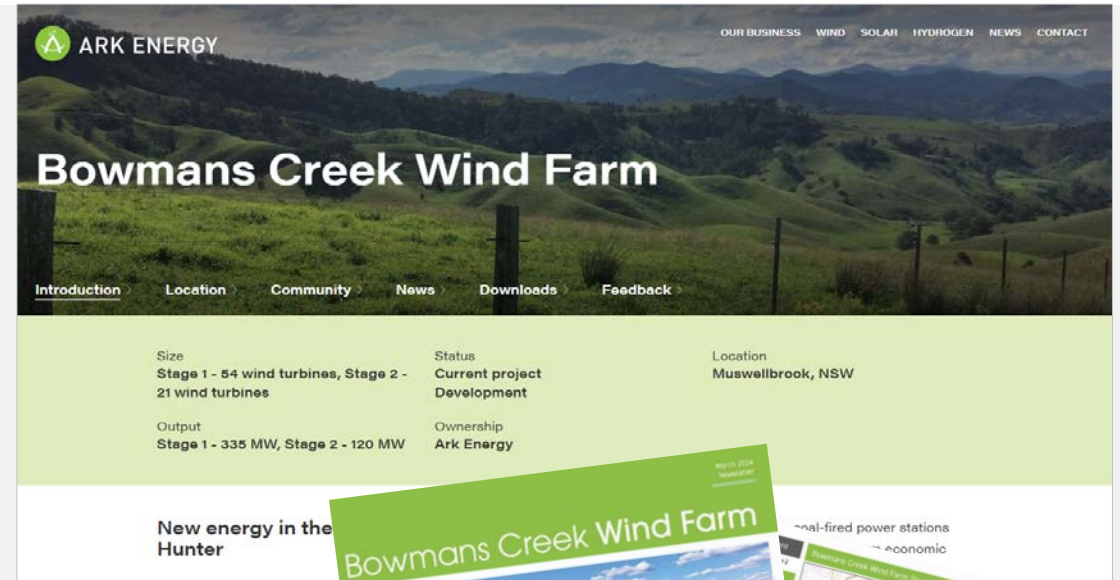 ARK ENERGY
OUR BUSINESS WIND SOLAR HYDROGEN NEWS CONTACT
Bowmans Creek Wind Farm
Introduction Location Community News Downloads Feedback
Size
Stage 1 - 54 wind turbines, Stage 2 -
21 wind turbines
Status
Current project
Development
Location
Muswellbrook, NSW
Output
Stage 1 - 335 MW, Stage 2 - 120 MW
Ownership
Ark Energy
New energy in the
Hunter
March 2024
Newsletter
Bowmans Creek Wind Farm
coal-fired power stations
economic
Bowmans Creek Wind Farm